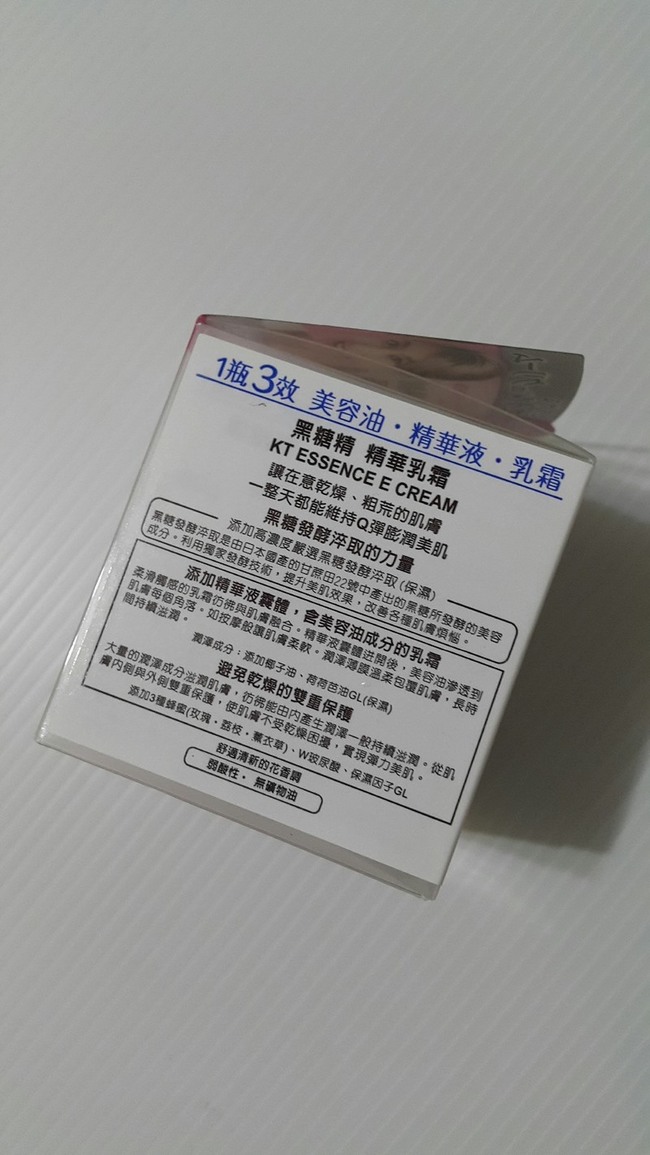 1瓶3效 美容油・精華液・乳霜
黑糖精 精華乳霜
KT ESSENCE E CREAM
讓在意乾燥、粗荒的肌膚
一整天都能維持Q彈膨潤美肌
黑糖發酵淬取的力量
添加高濃度嚴選黑糖發酵淬取(保濕)
黑糖發酵淬取是由日本國產的甘蔗田22號中產出的黑糖所發酵的美容
成分。利用獨家發酵技術，提升美肌效果，改善各種肌膚煩惱。
添加精華液囊體，含美容油成分的乳霜
柔滑觸感的乳霜彷彿與肌膚融合。精華液囊體迸開後，美容油滲透到
肌膚每個角落。如按摩般讓肌膚柔軟。潤澤薄膜溫柔包覆肌膚，長時
間持續滋潤。
潤澤成分：添加椰子油、荷荷芭油GL(保濕)
避免乾燥的雙重保護
大量的潤澤成分滋潤肌膚，彷彿能由內產生潤澤一般持續滋潤。從肌
膚內側與外側雙重保護，使肌膚不受乾燥困擾，實現彈力美肌。
添加3種蜂蜜(玫瑰・荔枝・薰衣草)、W玻尿酸、保濕因子GL
舒適清新的花香調
弱酸性・無礦物油